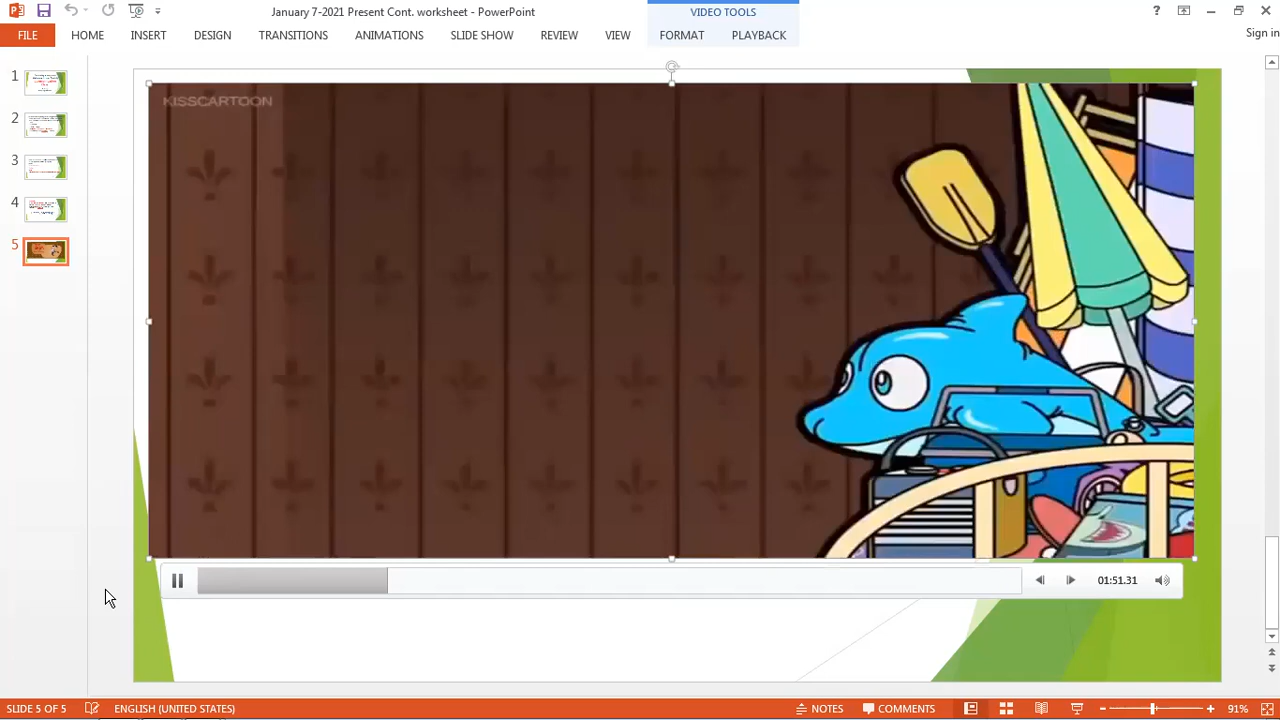 January 7-2021 Present Cont. worksheet - PowerPoint
VIDEO TOOLS
?
Sign in
FILE
HOME
INSERT
DESIGN
TRANSITIONS
ANIMATIONS
SLIDE SHOW
REVIEW
VIEW
FORMAT
PLAYBACK
1
2
3
4
5
KISSCARTOON
01:51.31
SLIDE 5 OF 5
ENGLISH (UNITED STATES)
NOTES
COMMENTS
91%